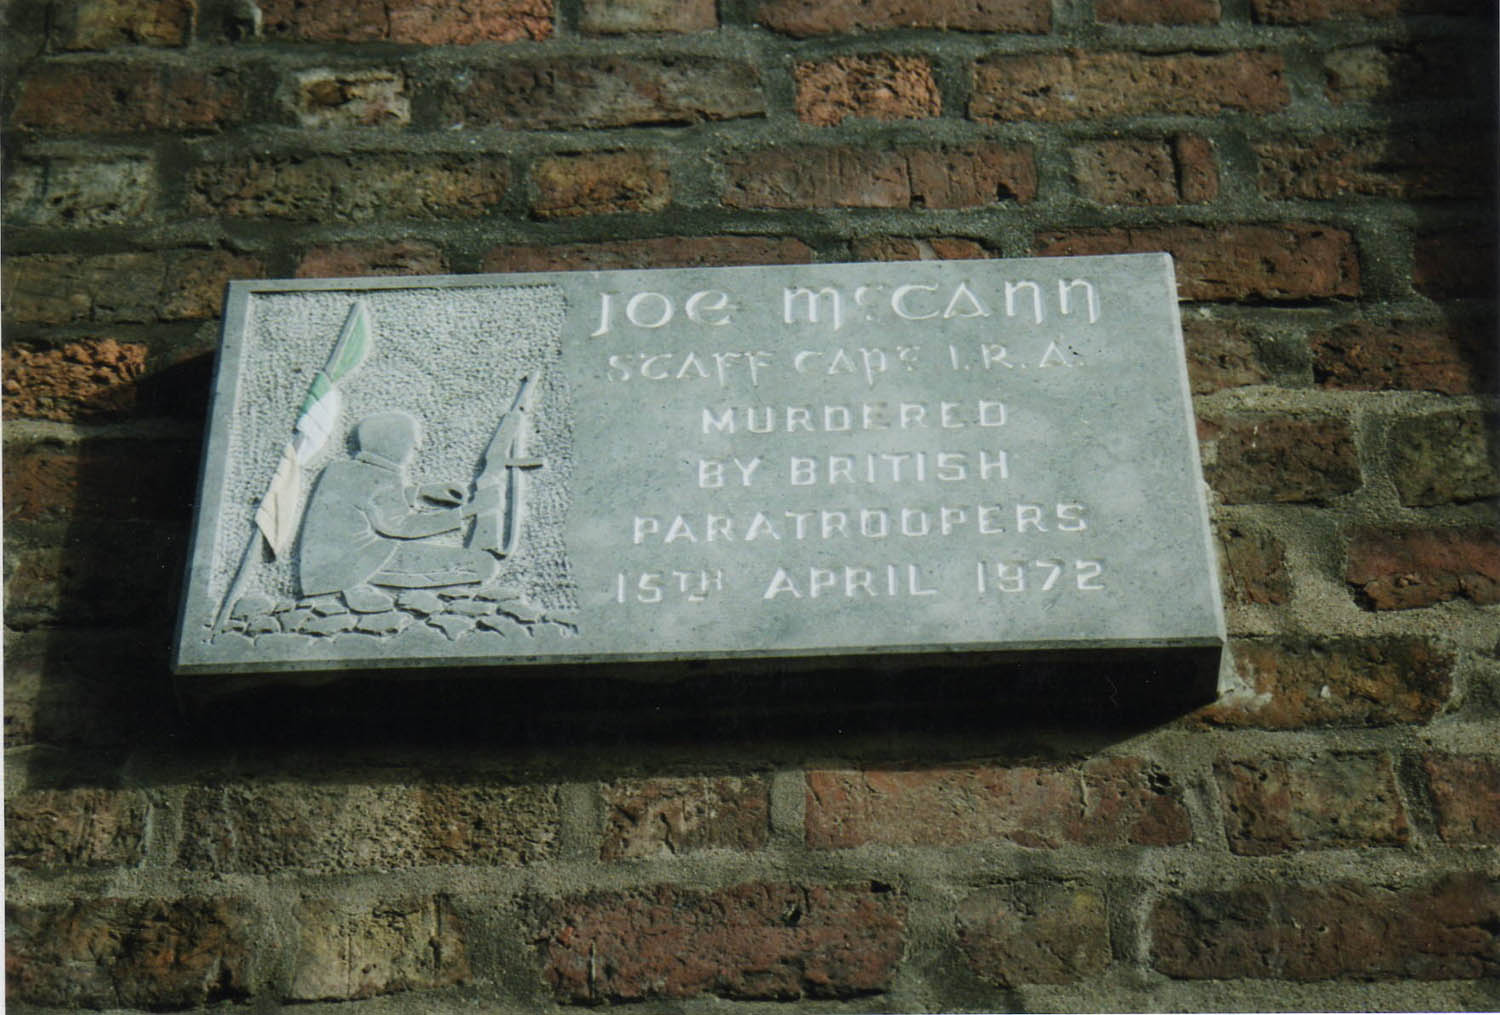 Joe McCann
Staff Capt I.R.A.
MURDERED
BY BRITISH
PARATROOPERS
15TH APRIL 1972